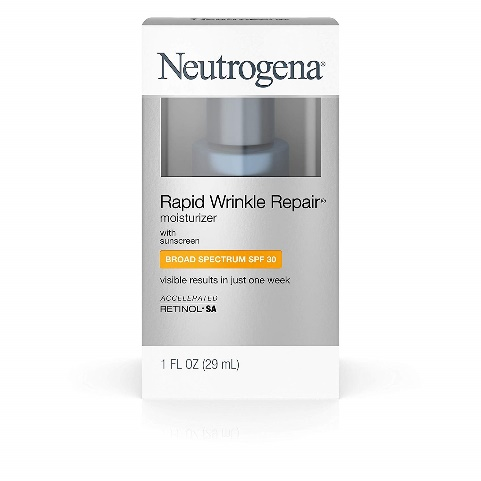 Neutrogena®
Rapid Wrinkle Repair®
moisturizer
with
sunscreen
BROAD SPECTRUM SPF 30
visible results in just one week
ACCELERATED
RETINOL•SA
1 FL OZ (29 mL)